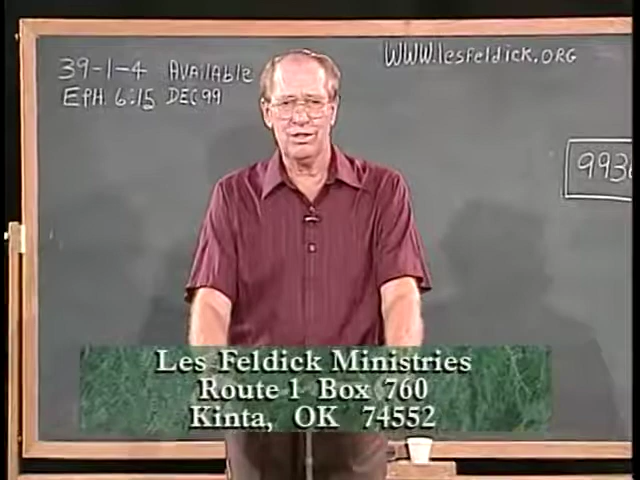 39-1-4 AVAILABLE
EPH. 6:15 DEC 99
WWW.lesfeldick.ORG
993
Les Feldick Ministries
Route 1 Box 760
Kinta, OK 74552